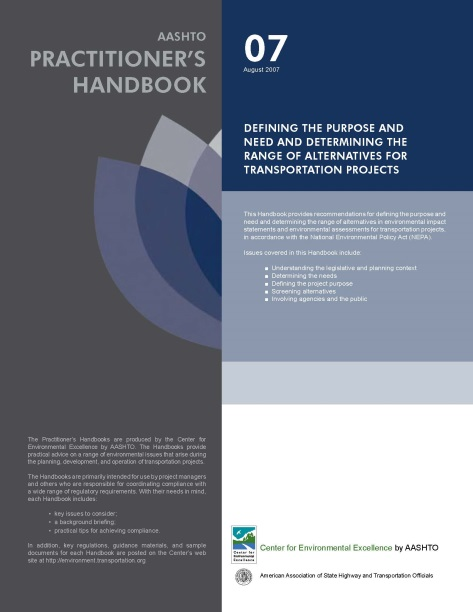 AASHTO
PRACTITIONER'S
HANDBOOK
07
August 2007
DEFINING THE PURPOSE AND
NEED AND DETERMINING THE
RANGE OF ALTERNATIVES FOR
TRANSPORTATION PROJECTS
This Handbook provides recommendations for defining the purpose and
need and determining the range of alternatives in environmental impact
statements and environmental assessments for transportation projects,
in accordance with the National Environmental Policy Act (NEPA).
Issues covered in this Handbook include:
■ Understanding the legislative and planning context
■ Determining the needs
■ Defining the project purpose
■ Screening alternatives
■ Involving agencies and the public
The Practitioner's Handbooks are produced by the Center for
Environmental Excellence by AASHTO. The Handbooks provide
practical advice on a range of environmental issues that arise during
the planning, development, and operation of transportation projects.
The Handbooks are primarily intended for use by project managers
and others who are responsible for coordinating compliance with
a wide range of regulatory requirements. With their needs in mind,
each Handbook includes:
• key issues to consider;
• a background briefing;
• practical tips for achieving compliance.
In addition, key regulations, guidance materials, and sample
documents for each Handbook are posted on the Center's web
site at http://environment.transportation.org
Center for
Environmental
Excellence
Center for Environmental Excellence by AASHTO
American Association of State Highway and Transportation Officials